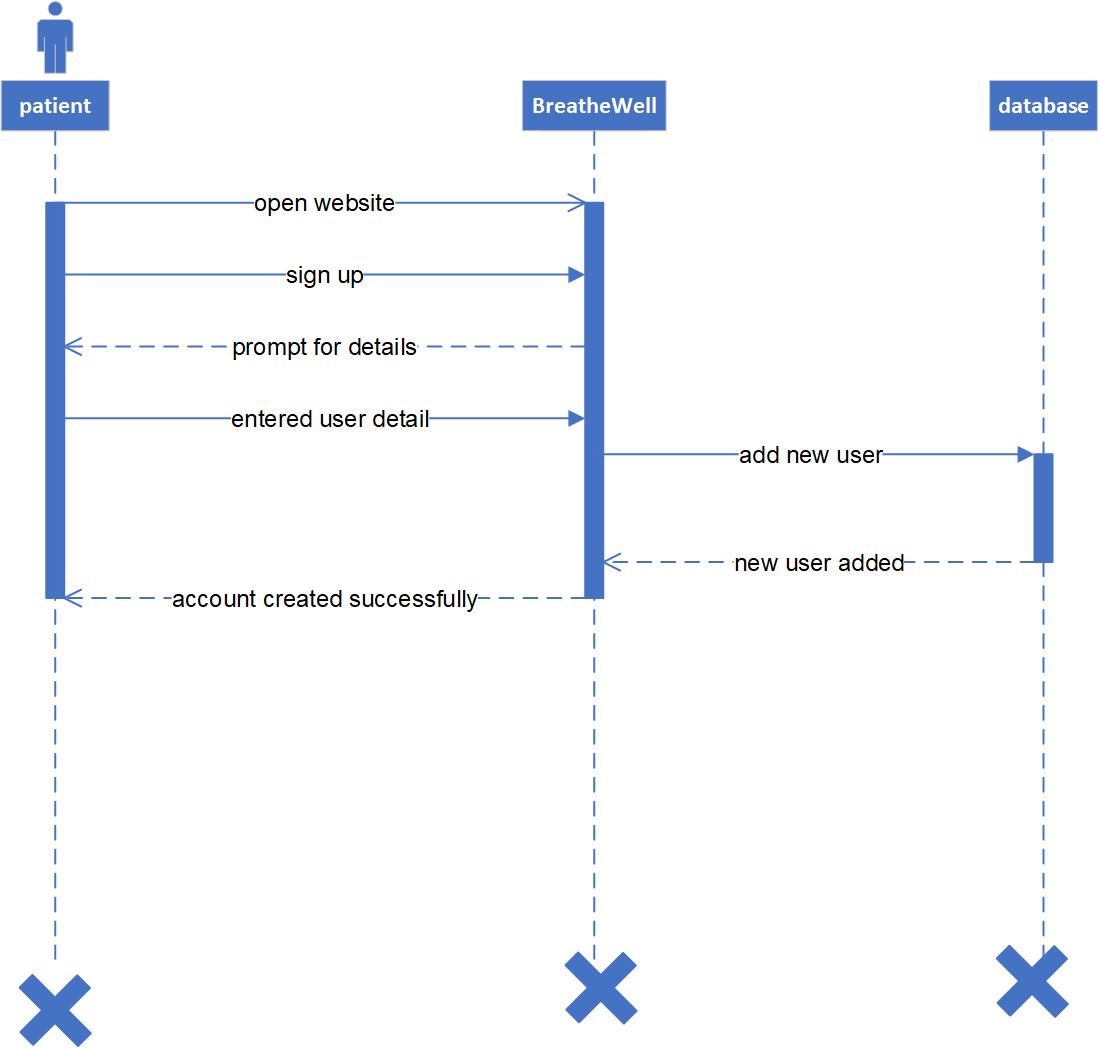 patient
BreatheWell
database
open website
sign up
prompt for details
entered user detail
add new user
new user added
account created successfully